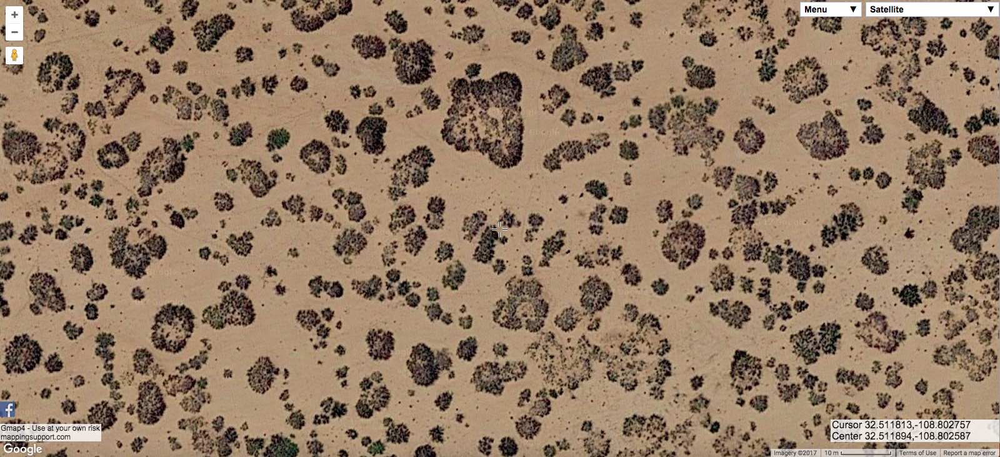 +
Menu ▼
Satellite ▼
−
f
Gmap4 - Use at your own risk
mappingsupport.com
Google
Cursor 32.511813,-108.802757
Center 32.511894,-108.802587
Imagery ©2017
10 m
Terms of Use
Report a map error